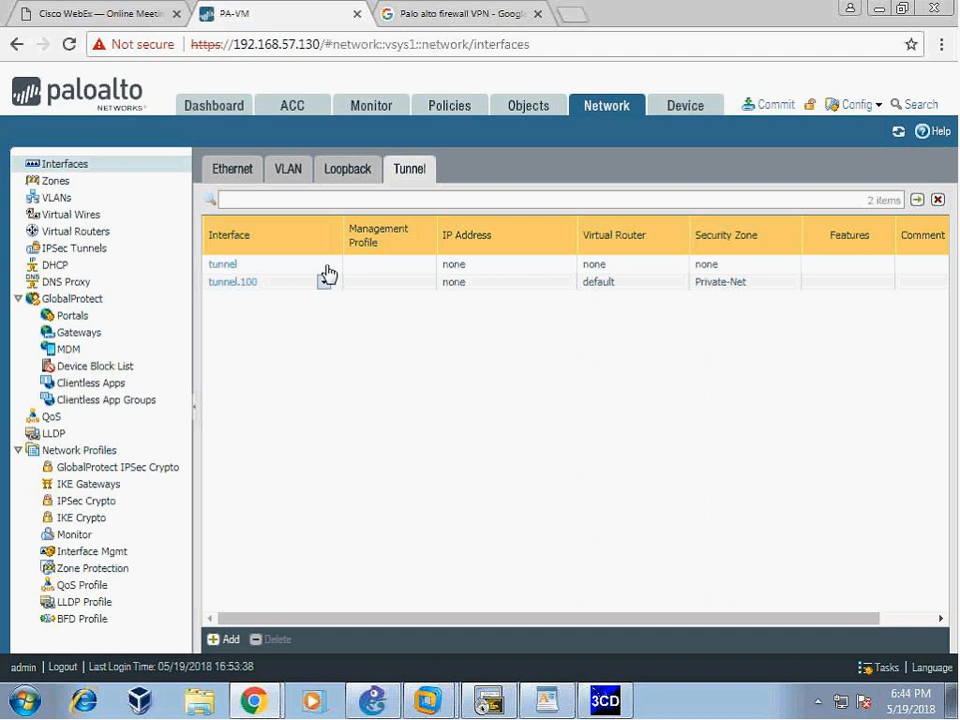 Cisco WebEx — Online Meetin
PA-VM
Palo alto firewall VPN - Google
Not secure
https://192.168.57.130/#network::vsys1::network/interfaces
paloalto
NETWORKS
Dashboard
ACC
Monitor
Policies
Objects
Network
Device
Commit
Config
Search
Help
Interfaces
Zones
VLANs
Virtual Wires
Virtual Routers
IPSec Tunnels
DHCP
DNS Proxy
GlobalProtect
Portals
Gateways
MDM
Device Block List
Clientless Apps
Clientless App Groups
QoS
LLDP
Network Profiles
GlobalProtect IPSec Crypto
IKE Gateways
IPSec Crypto
IKE Crypto
Monitor
Interface Mgmt
Zone Protection
QoS Profile
LLDP Profile
BFD Profile
Ethernet
VLAN
Loopback
Tunnel
2 items
Interface
Management
Profile
IP Address
Virtual Router
Security Zone
Features
Comment
tunnel
none
none
none
tunnel.100
none
default
Private-Net
Add
Delete
admin | Logout | Last Login Time: 05/19/2018 16:53:38
Tasks | Language
3CD
6:44 PM
5/19/2018